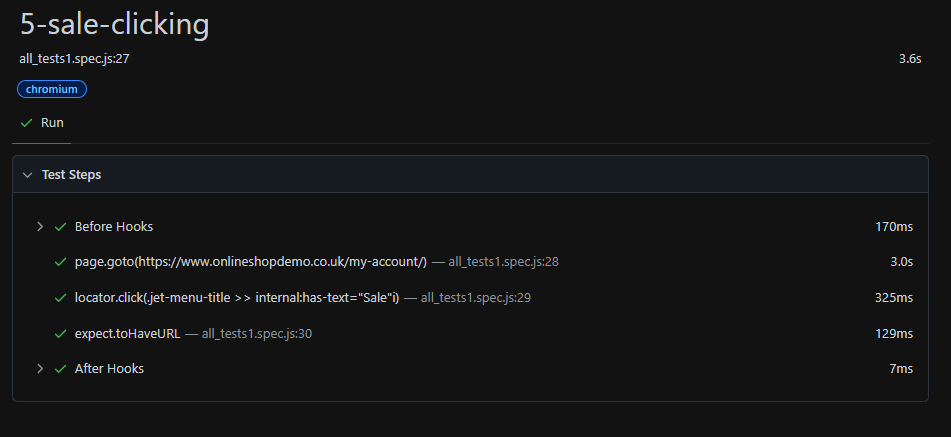 5-sale-clicking
all_tests1.spec.js:27 3.6s
chromium
Run
Test Steps
Before Hooks 170ms
page.goto(https://www.onlineshopdemo.co.uk/my-account/) — all_tests1.spec.js:28 3.0s
locator.click(.jet-menu-title >> internal:has-text="Sale"i) — all_tests1.spec.js:29 325ms
expect.toHaveURL — all_tests1.spec.js:30 129ms
After Hooks 7ms